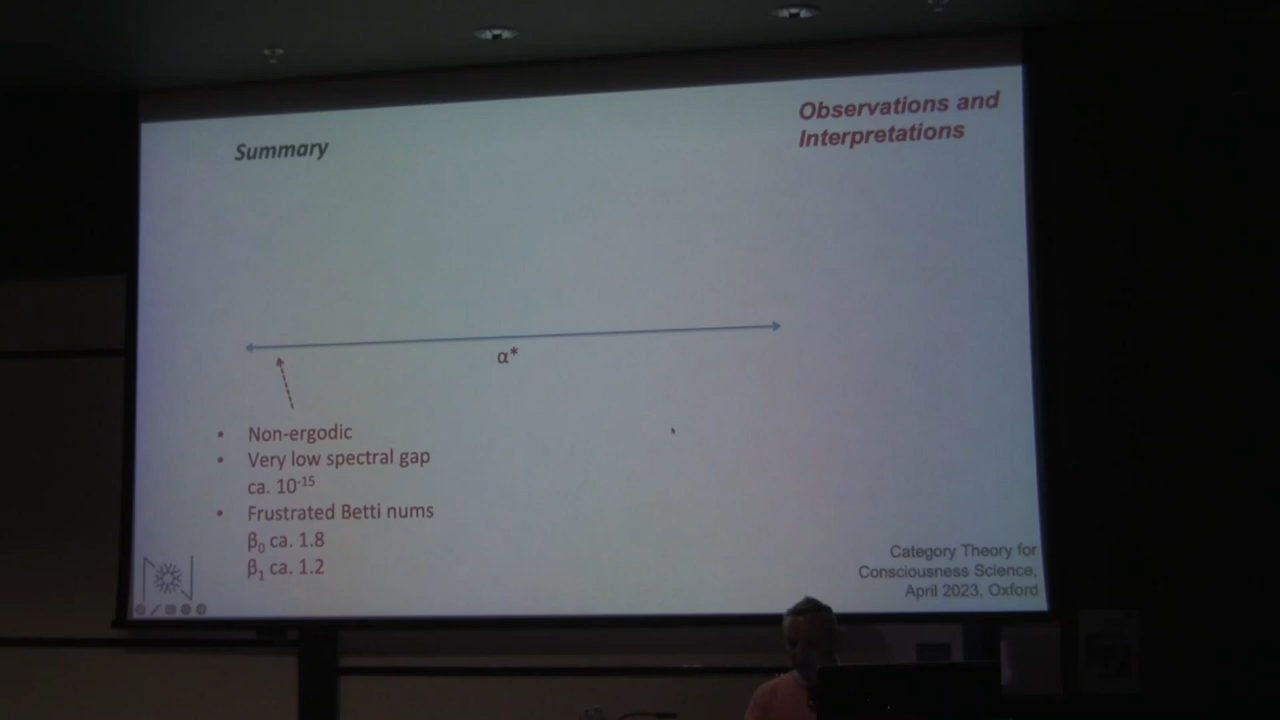 Summary
Observations and
Interpretations
α*
• Non-ergodic
• Very low spectral gap
ca. 10⁻¹⁵
• Frustrated Betti nums
β₀ ca. 1.8
β₁ ca. 1.2
Category Theory for
Consciousness Science,
April 2023, Oxford